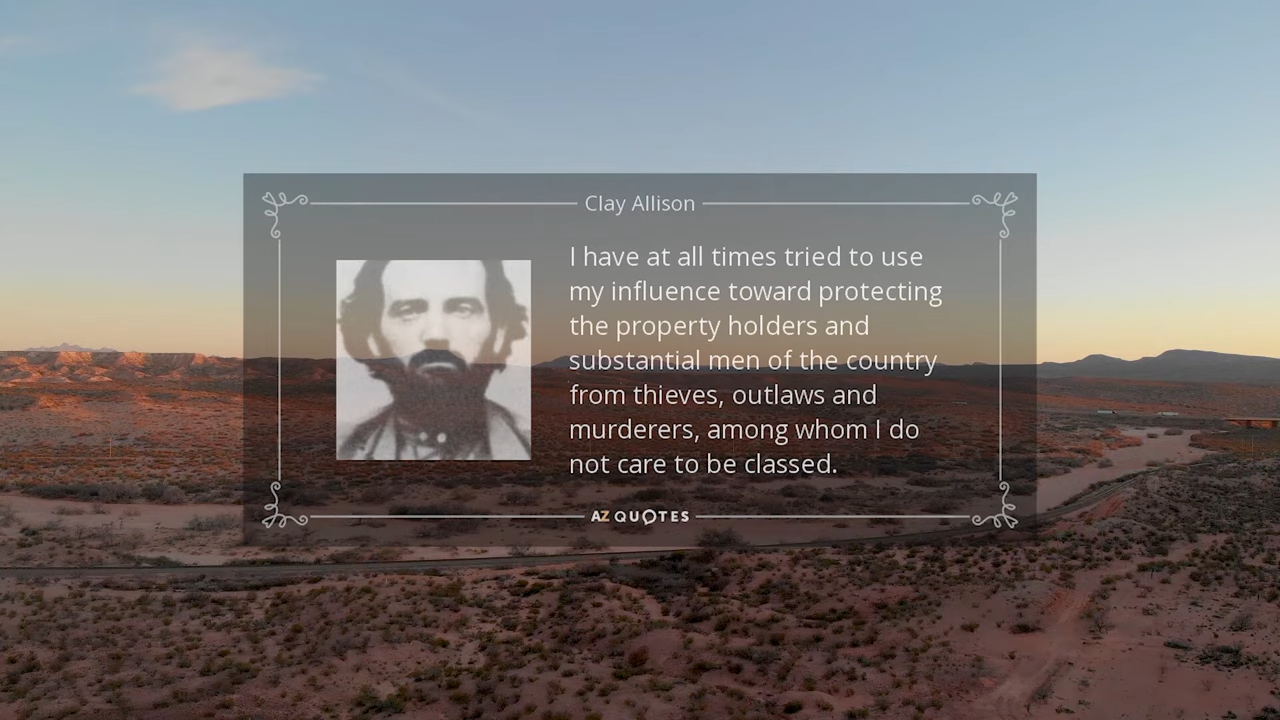 Clay Allison
I have at all times tried to use
my influence toward protecting
the property holders and
substantial men of the country
from thieves, outlaws and
murderers, among whom I do
not care to be classed.
AZ QUOTES